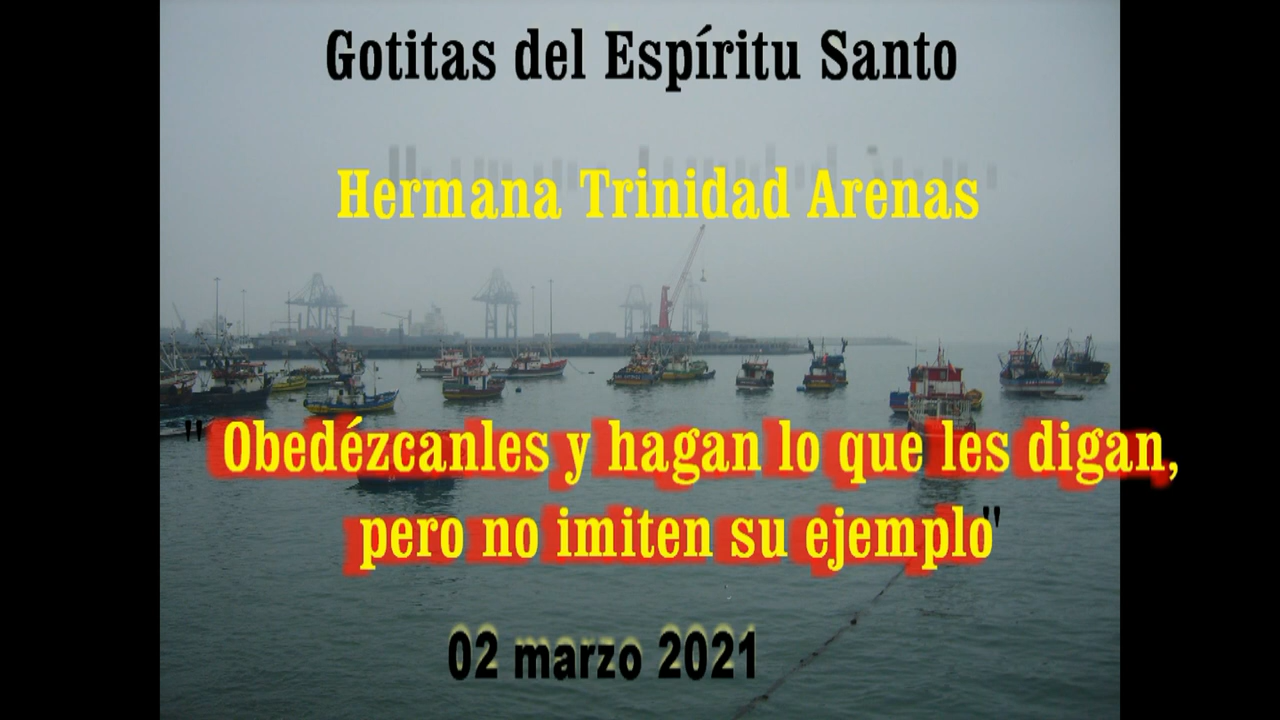 Gotitas del Espíritu Santo
Hermana Trinidad Arenas
" Obedézcanles y hagan lo que les digan,
pero no imiten su ejemplo"
02 marzo 2021